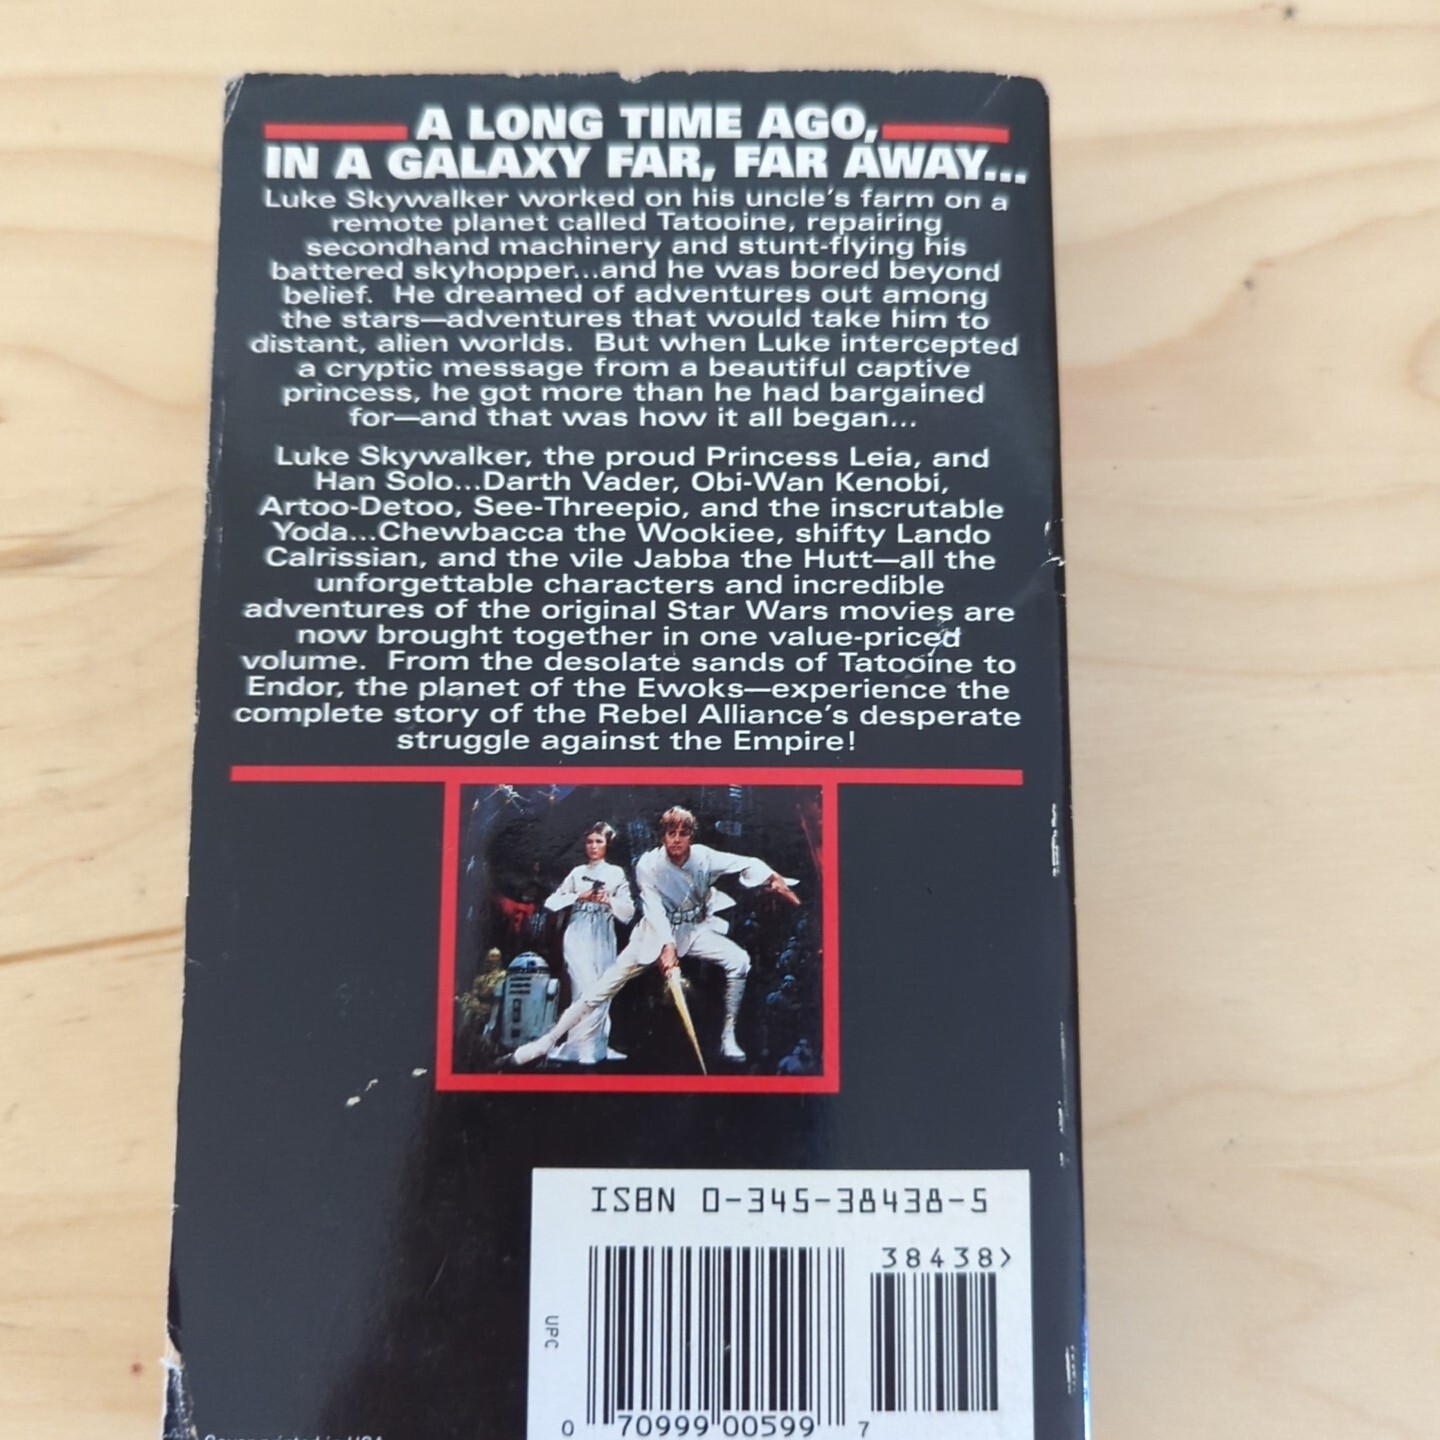 A LONG TIME AGO,
IN A GALAXY FAR, FAR AWAY...
Luke Skywalker worked on his uncle's farm on a
remote planet called Tatooine, repairing
secondhand machinery and stunt-flying his
battered skyhopper...and he was bored beyond
belief. He dreamed of adventures out among
the stars—adventures that would take him to
distant, alien worlds. But when Luke intercepted
a cryptic message from a beautiful captive
princess, he got more than he had bargained
for—and that was how it all began...
Luke Skywalker, the proud Princess Leia, and
Han Solo...Darth Vader, Obi-Wan Kenobi,
Artoo-Detoo, See-Threepio, and the inscrutable
Yoda...Chewbacca the Wookiee, shifty Lando
Calrissian, and the vile Jabba the Hutt—all the
unforgettable characters and incredible
adventures of the original Star Wars movies are
now brought together in one value-priced
volume. From the desolate sands of Tatooine to
Endor, the planet of the Ewoks—experience the
complete story of the Rebel Alliance's desperate
struggle against the Empire!
ISBN 0-345-38438-5
38438>
UPC
0 70999 00599 7